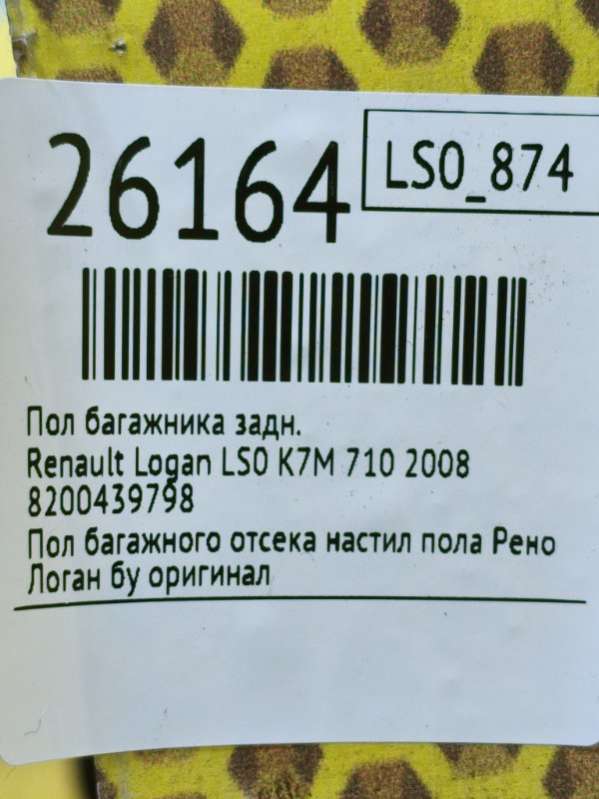 26164
LS0_874
Пол багажника задн.
Renault Logan LS0 K7M 710 2008
8200439798
Пол багажного отсека настил пола Рено
Логан бу оригинал